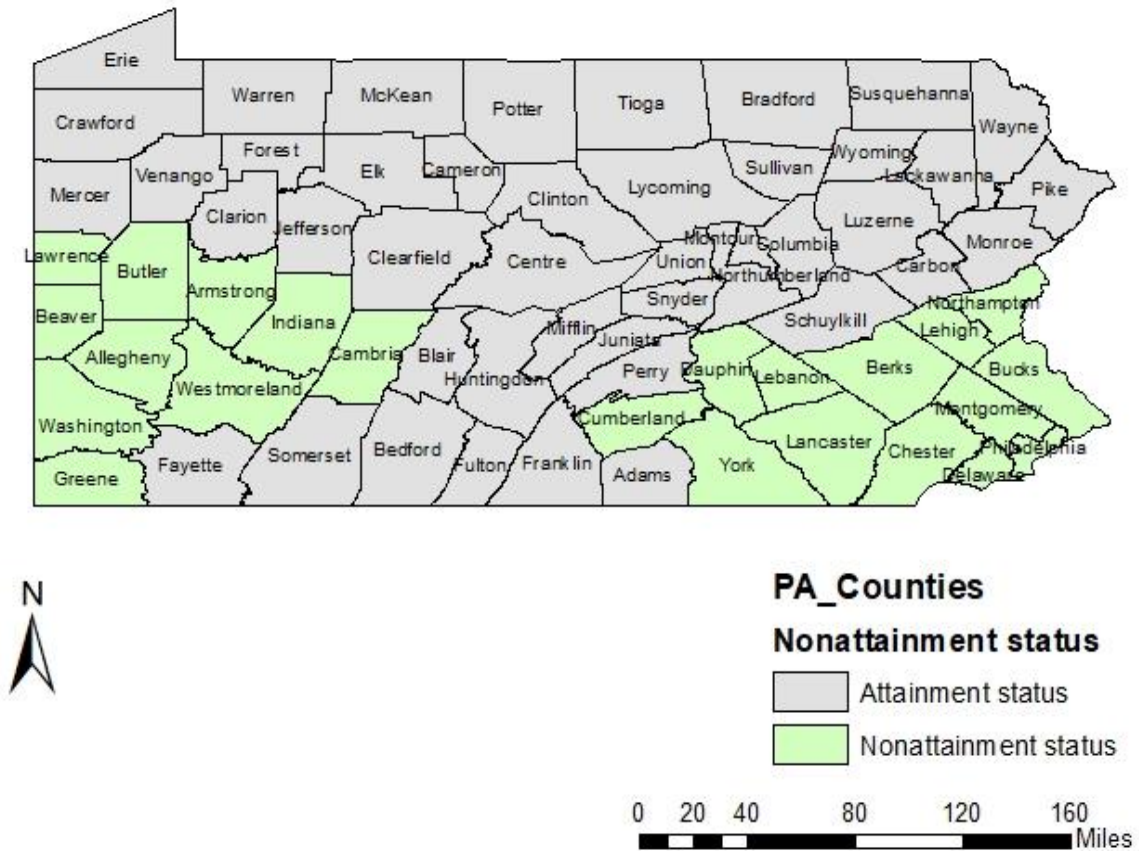 Erie
Warren
McKean
Potter
Tioga
Bradford
Susquehanna
Wayne
Crawford
Forest
Elk
Cameron
Sullivan
Wyoming
Lackawanna
Venango
Mercer
Clarion
Jefferson
Clinton
Lycoming
Luzerne
Pike
Monroe
Lawrence
Butler
Armstrong
Clearfield
Centre
Union
Montour
Columbia
Northumberland
Carbon
Snyder
Beaver
Indiana
Schuylkill
Northampton
Lehigh
Allegheny
Cambria
Blair
Mifflin
Juniata
Huntingdon
Perry
Dauphin
Lebanon
Berks
Bucks
Westmoreland
Washington
Cumberland
Montgomery
Lancaster
Chester
Philadelphia
Delaware
Greene
Fayette
Somerset
Bedford
Fulton
Franklin
Adams
York
N
PA_Counties
Nonattainment status
Attainment status
Nonattainment status
0 20 40 80 120 160
Miles